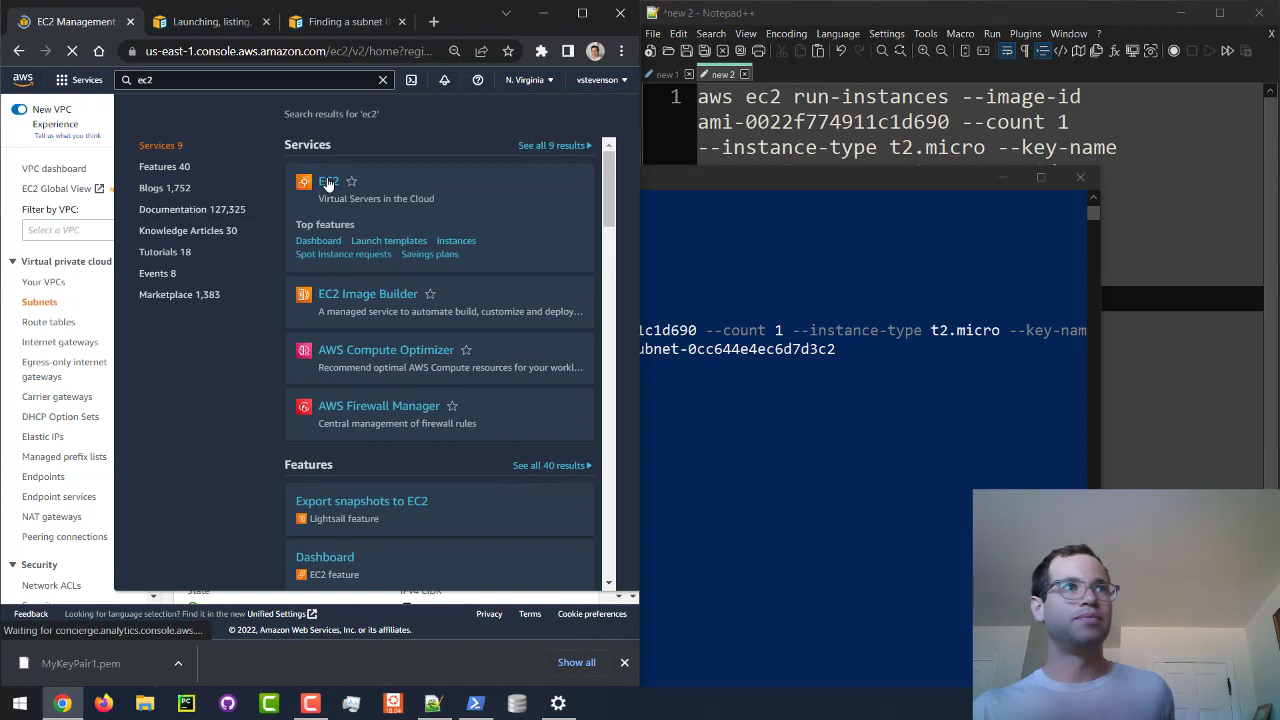 EC2 Management
Launching, listing,
Finding a subnet I
us-east-1.console.aws.amazon.com/ec2/v2/home?regi...
aws
Services
ec2
N. Virginia
vstevenson
New VPC
Experience
Tell us what you think
VPC dashboard
EC2 Global View
Filter by VPC:
Select a VPC
Virtual private cloud
Your VPCs
Subnets
Route tables
Internet gateways
Egress-only internet
gateways
Carrier gateways
DHCP Option Sets
Elastic IPs
Managed prefix lists
Endpoints
Endpoint services
NAT gateways
Peering connections
Security
Network ACLs
Search results for 'ec2'
Services 9
Features 40
Blogs 1,752
Documentation 127,325
Knowledge Articles 30
Tutorials 18
Events 8
Marketplace 1,383
Services
See all 9 results
EC2
Virtual Servers in the Cloud
Top features
Dashboard Launch templates Instances
Spot Instance requests Savings plans
EC2 Image Builder
A managed service to automate build, customize and deploy...
AWS Compute Optimizer
Recommend optimal AWS Compute resources for your workl...
AWS Firewall Manager
Central management of firewall rules
Features
See all 40 results
Export snapshots to EC2
Lightsail feature
Dashboard
EC2 feature
State
IPv4 CIDR
Feedback
Looking for language selection? Find it in the new Unified Settings
Privacy
Terms
Cookie preferences
Waiting for concierge.analytics.console.aws....
© 2022, Amazon Web Services, Inc. or its affiliates.
MyKeyPair1.pem
Show all
*new 2 - Notepad++
File Edit Search View Encoding Language Settings Tools Macro Run Plugins Window ?
new 1
new 2
1
aws ec2 run-instances --image-id
ami-0022f774911c1d690 --count 1
--instance-type t2.micro --key-name
1c1d690 --count 1 --instance-type t2.micro --key-nam
ubnet-0cc644e4ec6d7d3c2
PC
18.04